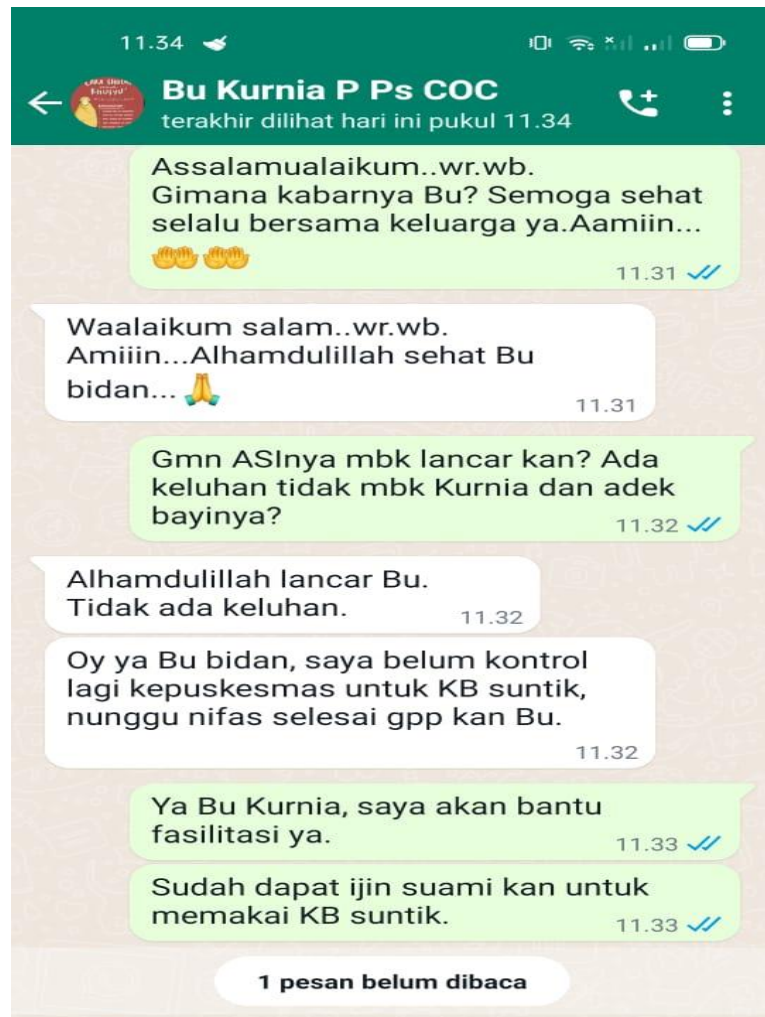 11.34
Bu Kurnia P Ps COC
terakhir dilihat hari ini pukul 11.34
Assalamualaikum..wr.wb.
Gimana kabarnya Bu? Semoga sehat
selalu bersama keluarga ya.Aamiin...
🤲🤲
11.31
Waalaikum salam..wr.wb.
Amiiin...Alhamdulillah sehat Bu
bidan...🙏
11.31
Gmn ASInya mbk lancar kan? Ada
keluhan tidak mbk Kurnia dan adek
bayinya?
11.32
Alhamdulillah lancar Bu.
Tidak ada keluhan.
11.32
Oy ya Bu bidan, saya belum kontrol
lagi kepuskesmas untuk KB suntik,
nunggu nifas selesai gpp kan Bu.
11.32
Ya Bu Kurnia, saya akan bantu
fasilitasi ya.
11.33
Sudah dapat ijin suami kan untuk
memakai KB suntik.
11.33
1 pesan belum dibaca